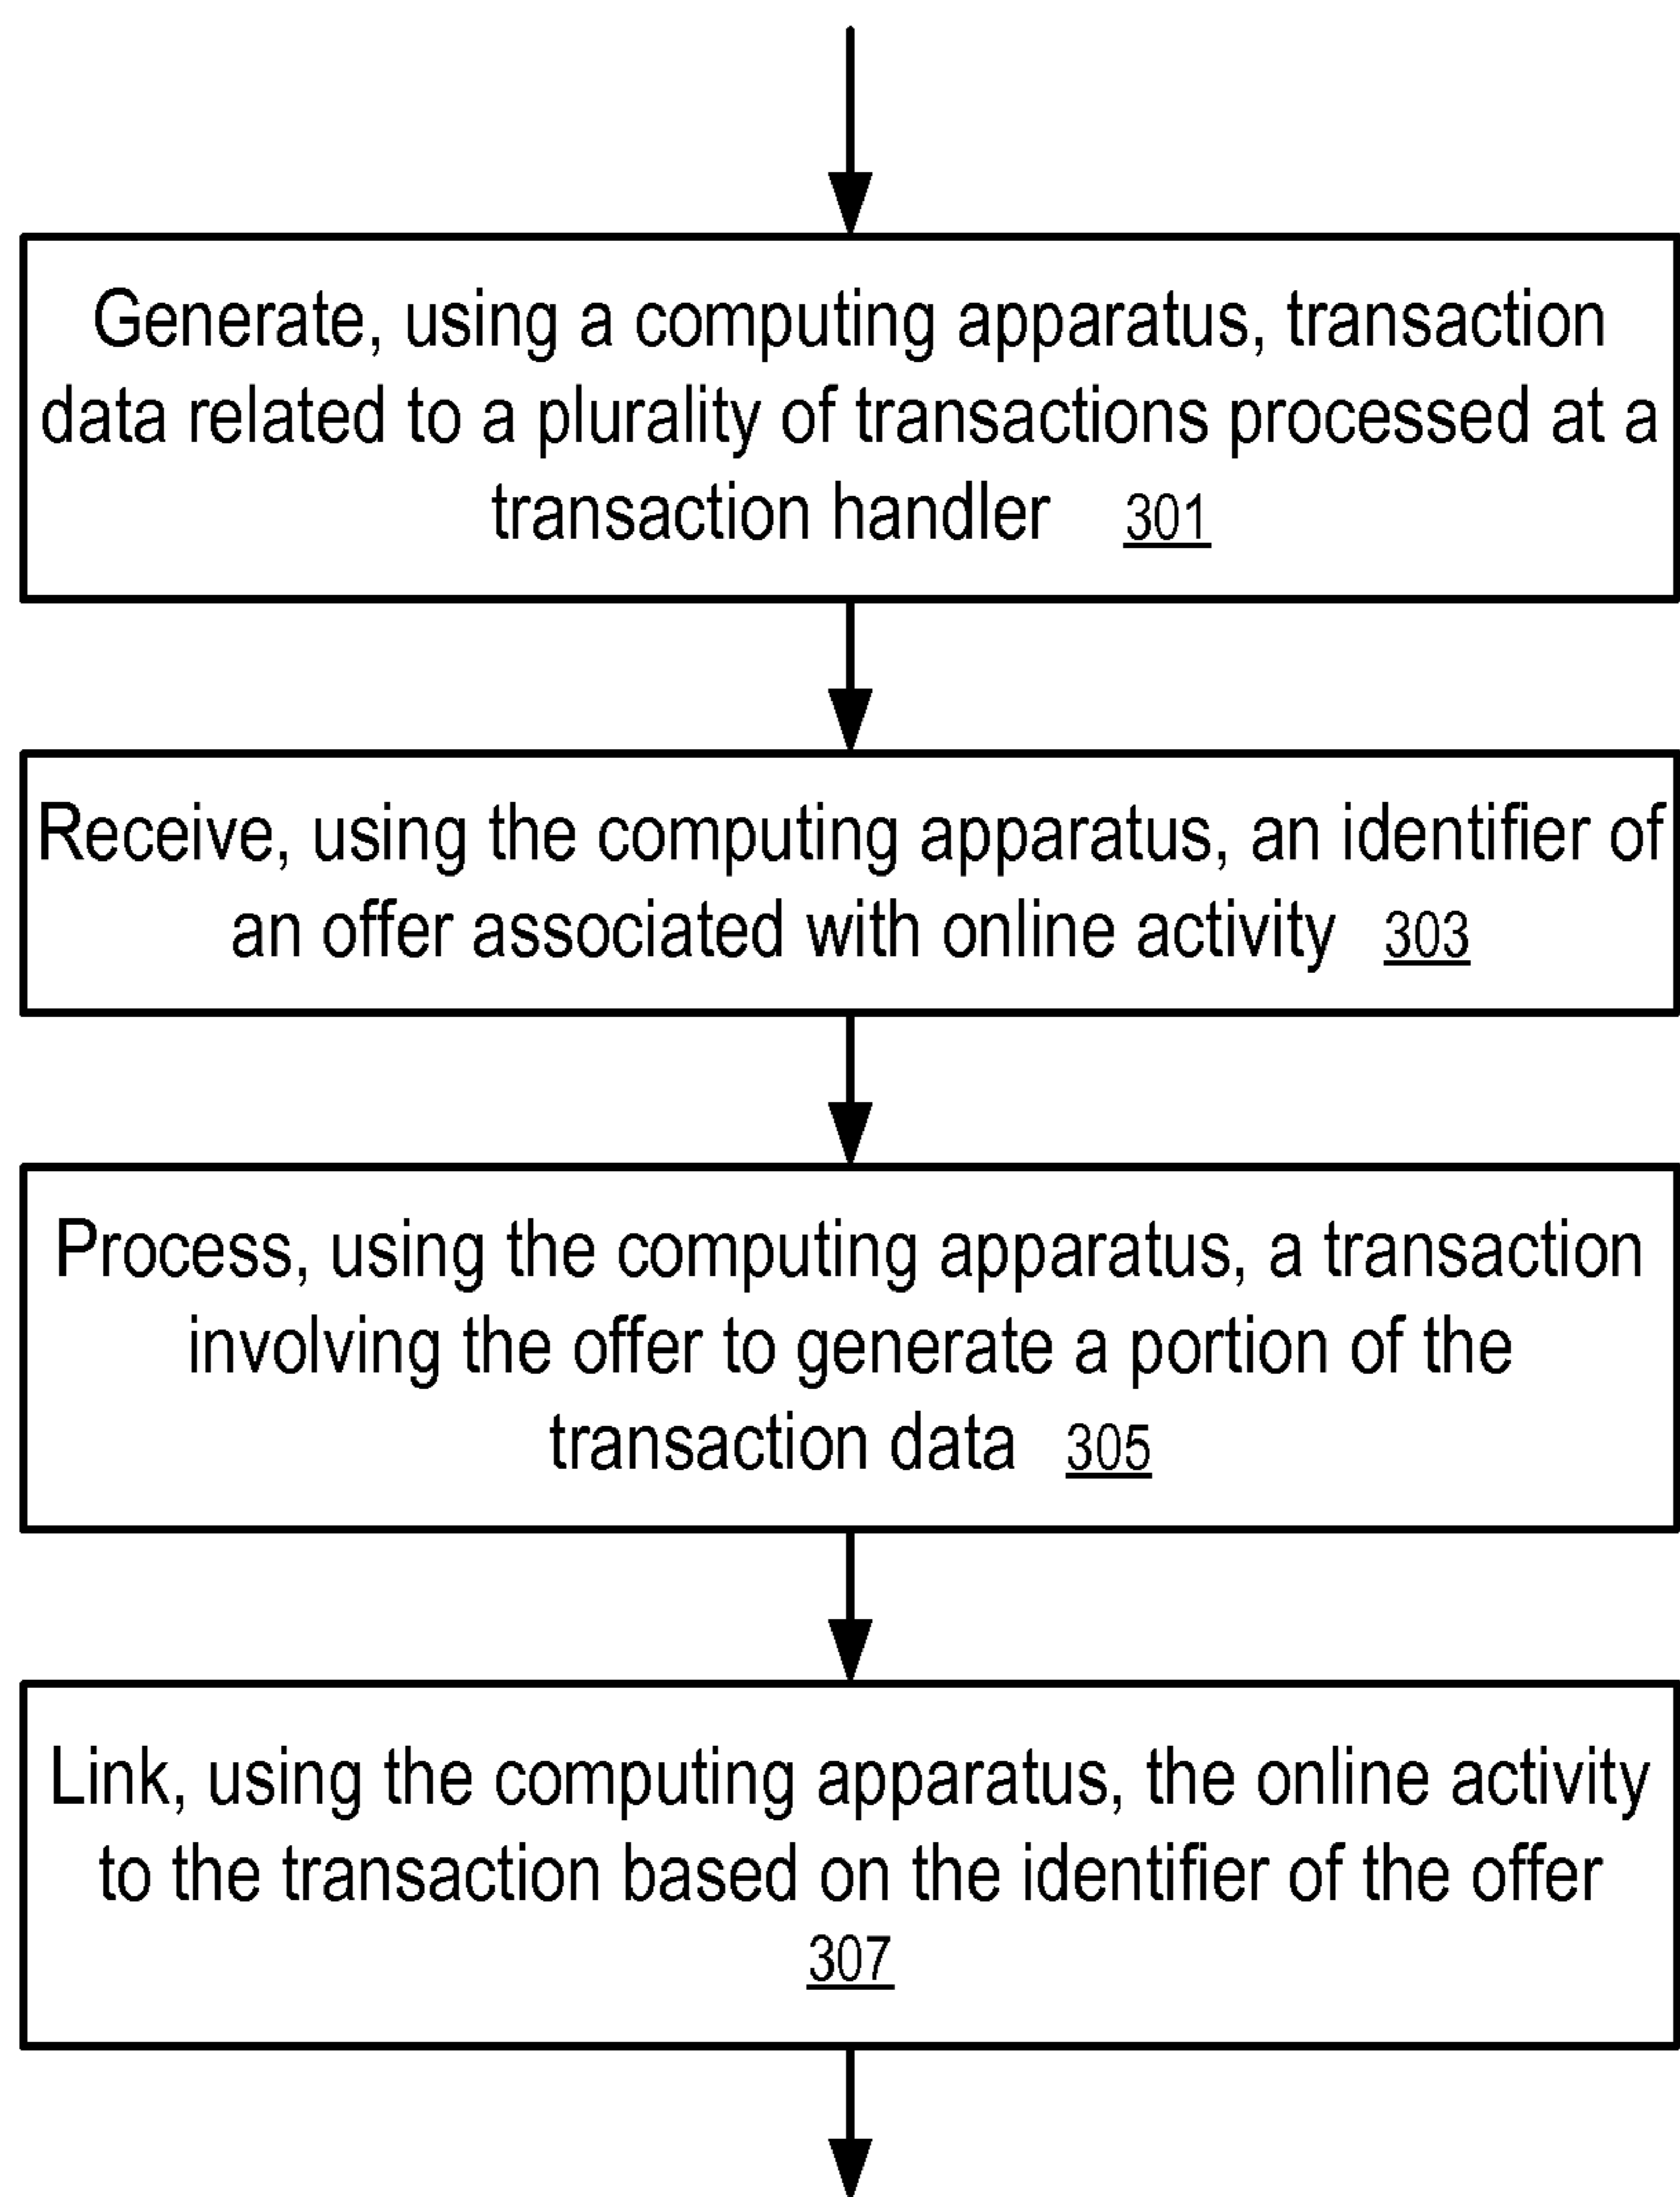 Generate, using a computing apparatus, transaction
data related to a plurality of transactions processed at a
transaction handler 301
Receive, using the computing apparatus, an identifier of
an offer associated with online activity 303
Process, using the computing apparatus, a transaction
involving the offer to generate a portion of the
transaction data 305
Link, using the computing apparatus, the online activity
to the transaction based on the identifier of the offer
307